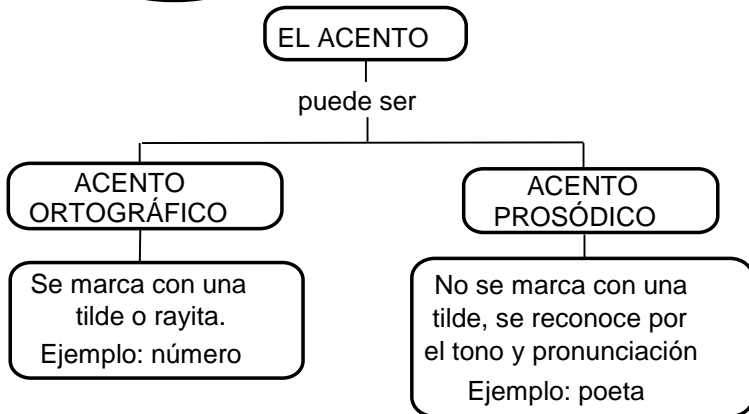 EL ACENTO
puede ser
ACENTO
ORTOGRÁFICO
Se marca con una
tilde o rayita.
Ejemplo: número
ACENTO
PROSÓDICO
No se marca con una
tilde, se reconoce por
el tono y pronunciación
Ejemplo: poeta